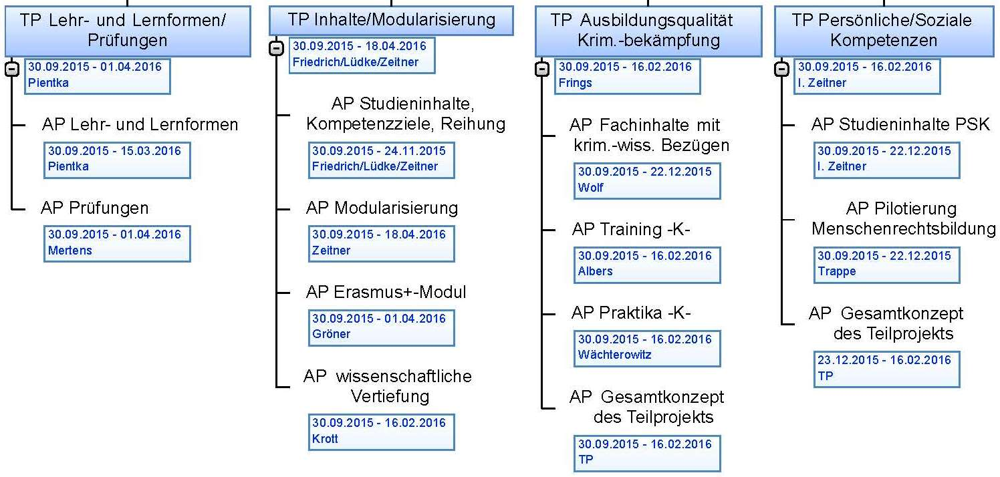 TP Lehr- und Lernformen/
Prüfungen
30.09.2015 - 01.04.2016
Pientka
AP Lehr- und Lernformen
30.09.2015 - 15.03.2016
Pientka
AP Prüfungen
30.09.2015 - 01.04.2016
Mertens
TP Inhalte/Modularisierung
30.09.2015 - 18.04.2016
Friedrich/Lüdke/Zeitner
AP Studieninhalte,
Kompetenzziele, Reihung
30.09.2015 - 24.11.2015
Friedrich/Lüdke/Zeitner
AP Modularisierung
30.09.2015 - 18.04.2016
Zeitner
AP Erasmus+-Modul
30.09.2015 - 01.04.2016
Gröner
AP wissenschaftliche
Vertiefung
30.09.2015 - 16.02.2016
Krott
TP Ausbildungsqualität
Krim.-bekämpfung
30.09.2015 - 16.02.2016
Frings
AP Fachinhalte mit
krim.-wiss. Bezügen
30.09.2015 - 22.12.2015
Wolf
AP Training -K-
30.09.2015 - 16.02.2016
Albers
AP Praktika -K-
30.09.2015 - 16.02.2016
Wächterowitz
AP Gesamtkonzept
des Teilprojekts
30.09.2015 - 16.02.2016
TP
TP Persönliche/Soziale
Kompetenzen
30.09.2015 - 16.02.2016
I. Zeitner
AP Studieninhalte PSK
30.09.2015 - 22.12.2015
I. Zeitner
AP Pilotierung
Menschenrechtsbildung
30.09.2015 - 22.12.2015
Trappe
AP Gesamtkonzept
des Teilprojekts
23.12.2015 - 16.02.2016
TP